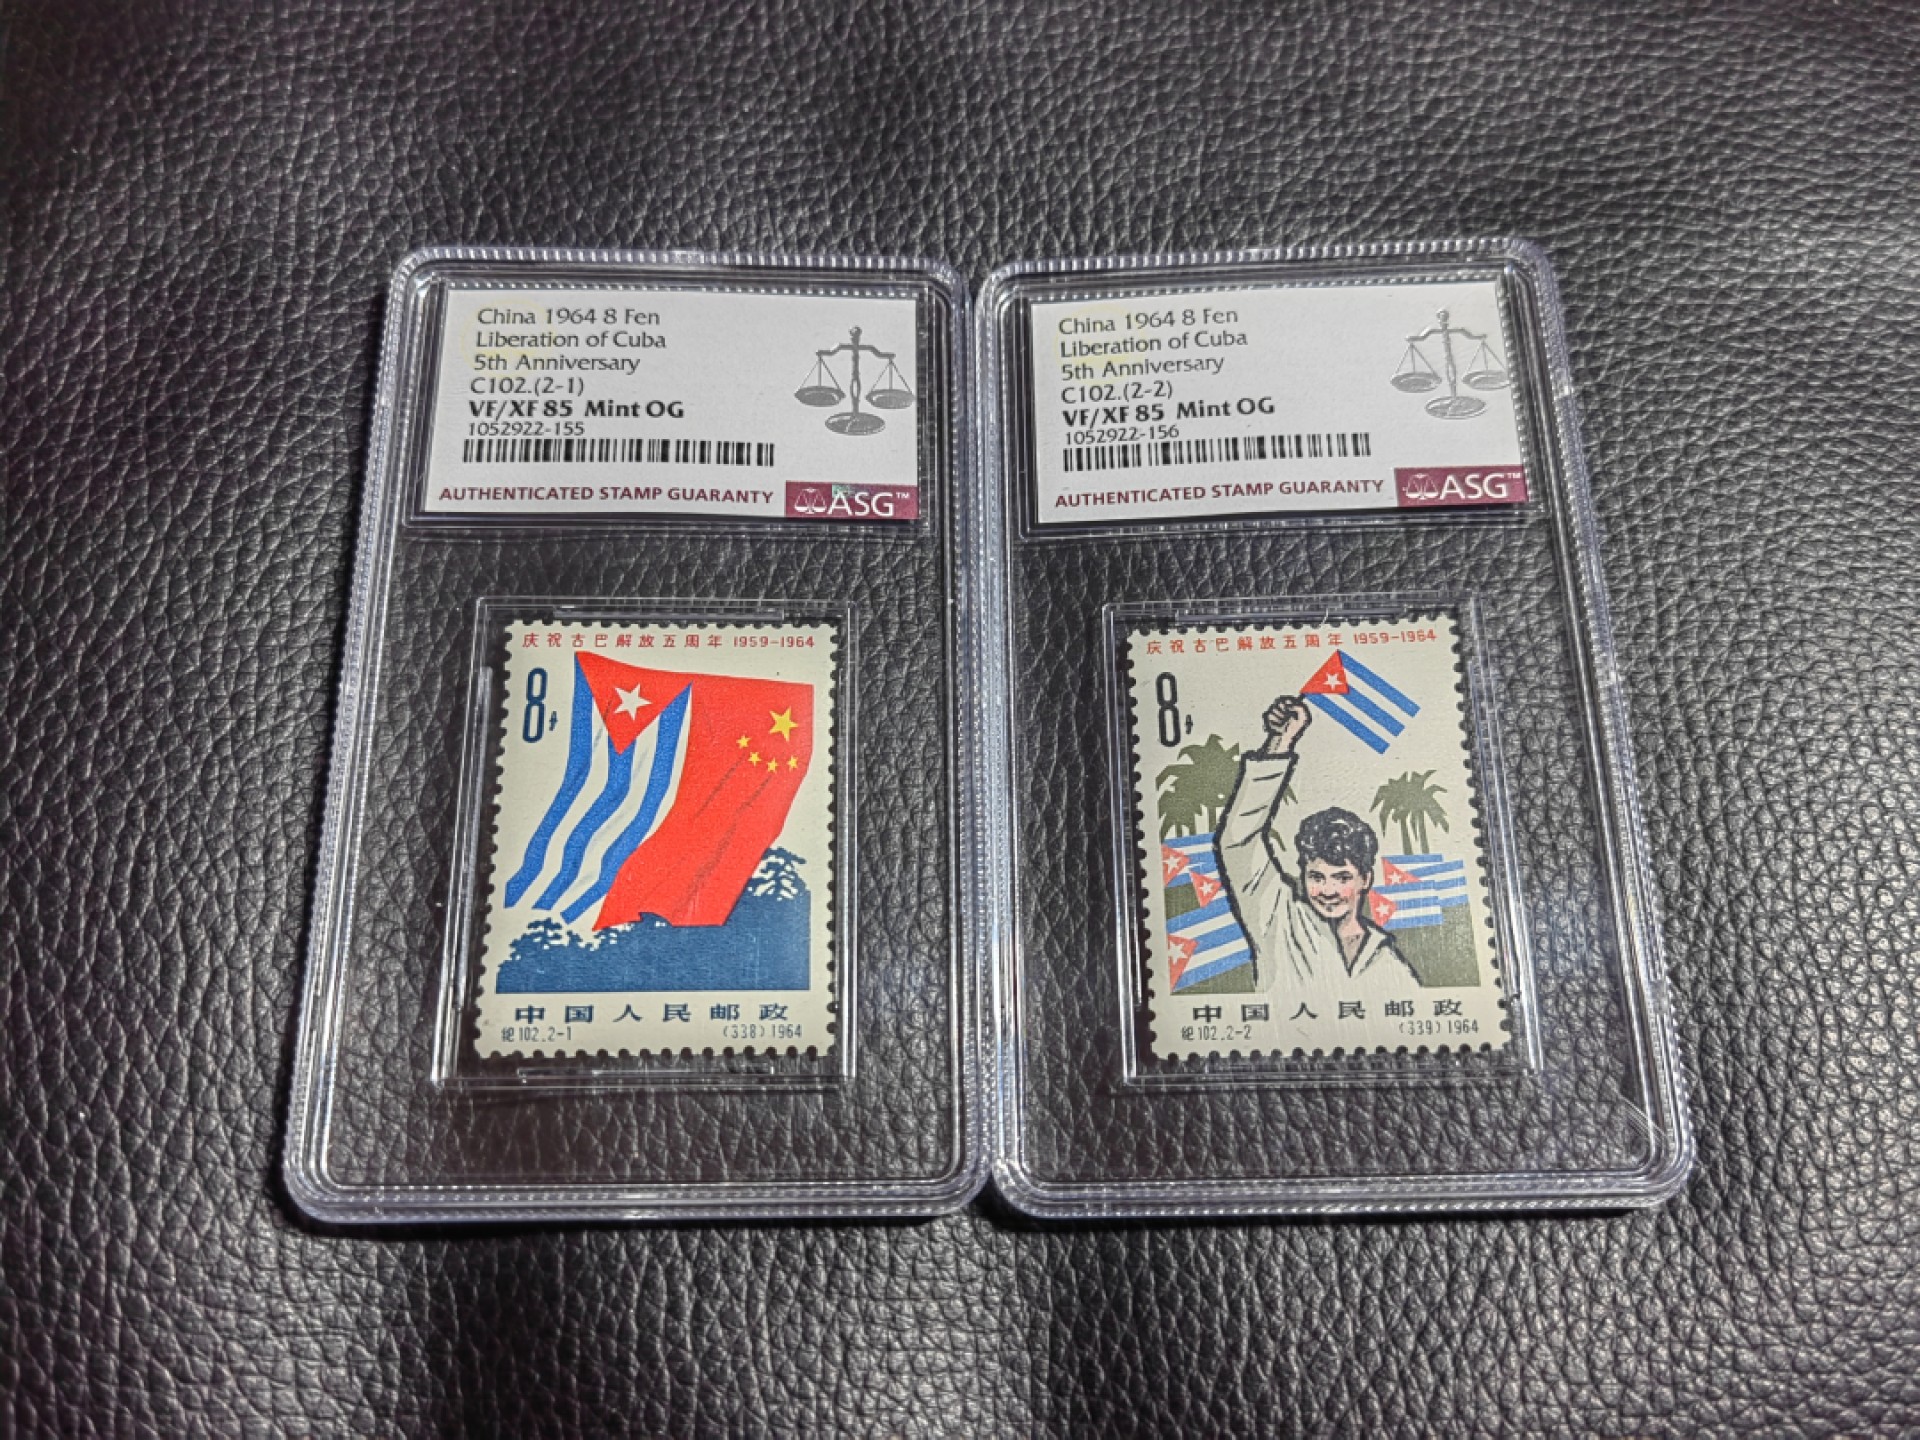 China 1964 8 Fen
Liberation of Cuba
5th Anniversary
C102.(2-1)
VF/XF 85 Mint OG
1052922-155
AUTHENTICATED STAMP GUARANTY
ASG™
庆祝古巴解放五周年 1959-1964
8分
中国人民邮政
纪102.2-1
(338)1964
China 1964 8 Fen
Liberation of Cuba
5th Anniversary
C102.(2-2)
VF/XF 85 Mint OG
1052922-156
AUTHENTICATED STAMP GUARANTY
ASG™
庆祝古巴解放五周年 1959-1964
8分
中国人民邮政
纪102.2-2
(339)1964